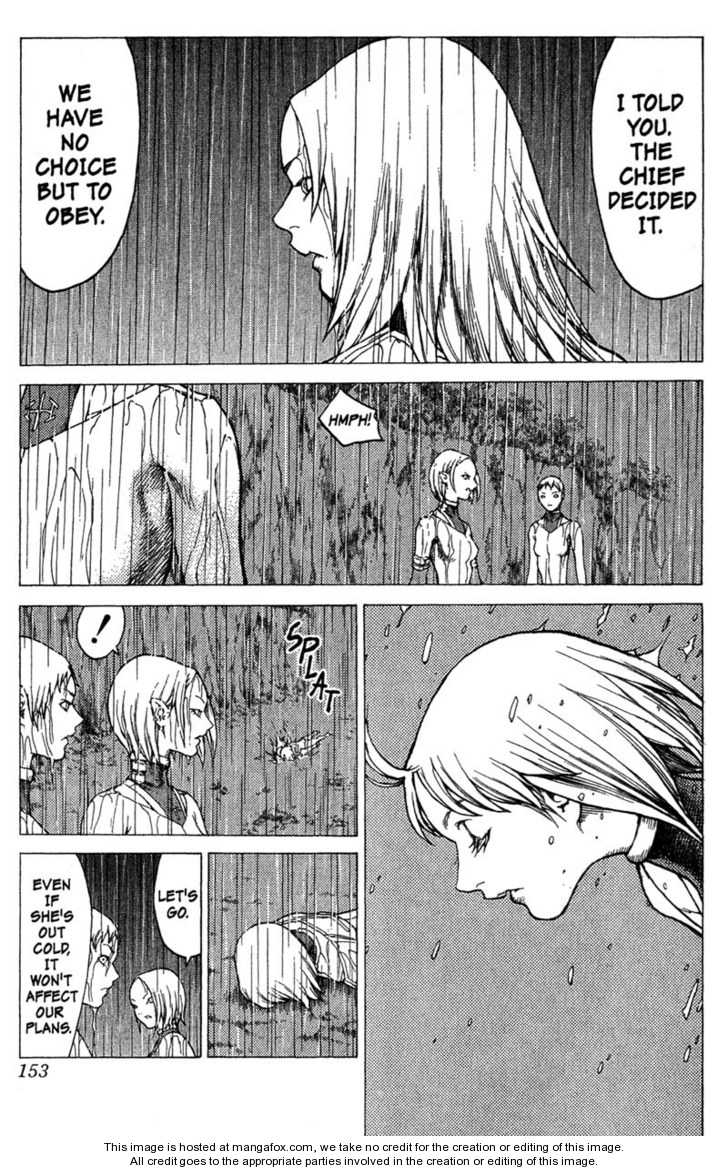 I TOLD
YOU.
THE
CHIEF
DECIDED
IT.
WE
HAVE
NO
CHOICE
BUT TO
OBEY.
HMPH!
SPLAT
!
LET'S
GO.
EVEN
IF
SHE'S
OUT
COLD,
IT
WON'T
AFFECT
OUR
PLANS.
153
This image is hosted at mangafox.com, we take no credit for the creation or editing of this image.
All credit goes to the appropriate parties involved in the creation or editing of this image.